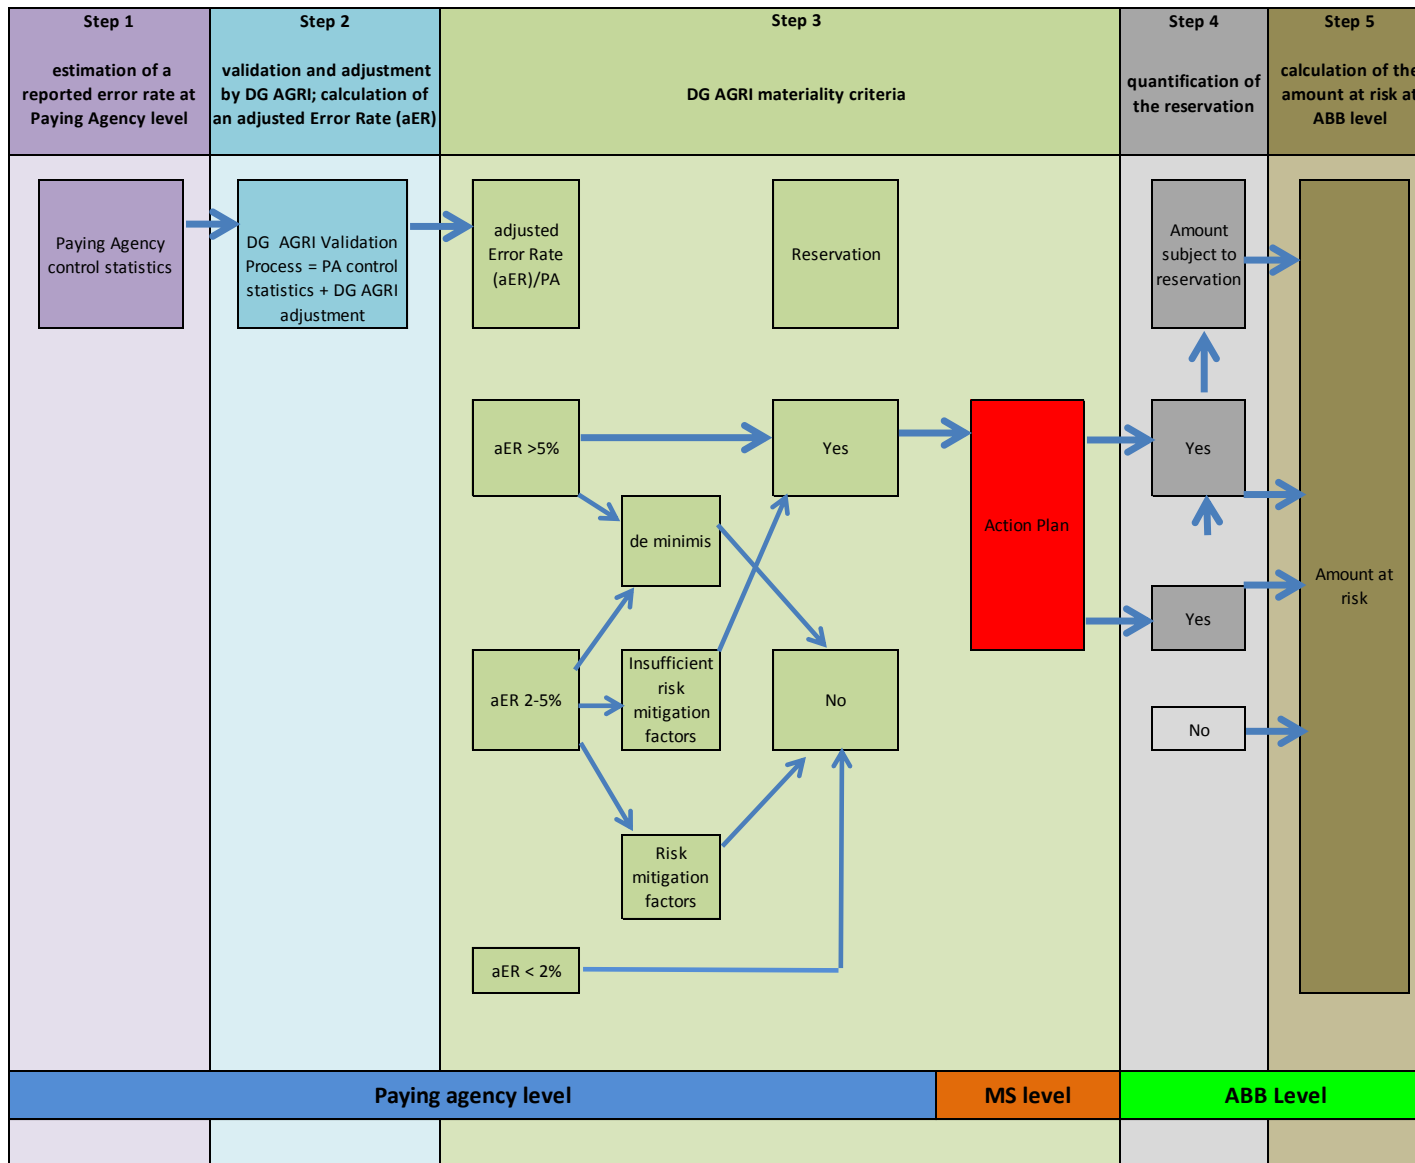 Step 1
estimation of a
reported error rate at
Paying Agency level
Step 2
validation and adjustment
by DG AGRI; calculation of
an adjusted Error Rate (aER)
Step 3
DG AGRI materiality criteria
Step 4
quantification of
the reservation
Step 5
calculation of the
amount at risk at
ABB level
Paying Agency
control statistics
DG AGRI Validation
Process = PA control
statistics + DG AGRI
adjustment
adjusted
Error Rate
(aER)/PA
Reservation
Amount
subject to
reservation
aER >5%
Yes
Action Plan
Yes
de minimis
Amount at
risk
Yes
aER 2-5%
Insufficient
risk
mitigation
factors
No
No
Risk
mitigation
factors
aER < 2%
Paying agency level
MS level
ABB Level